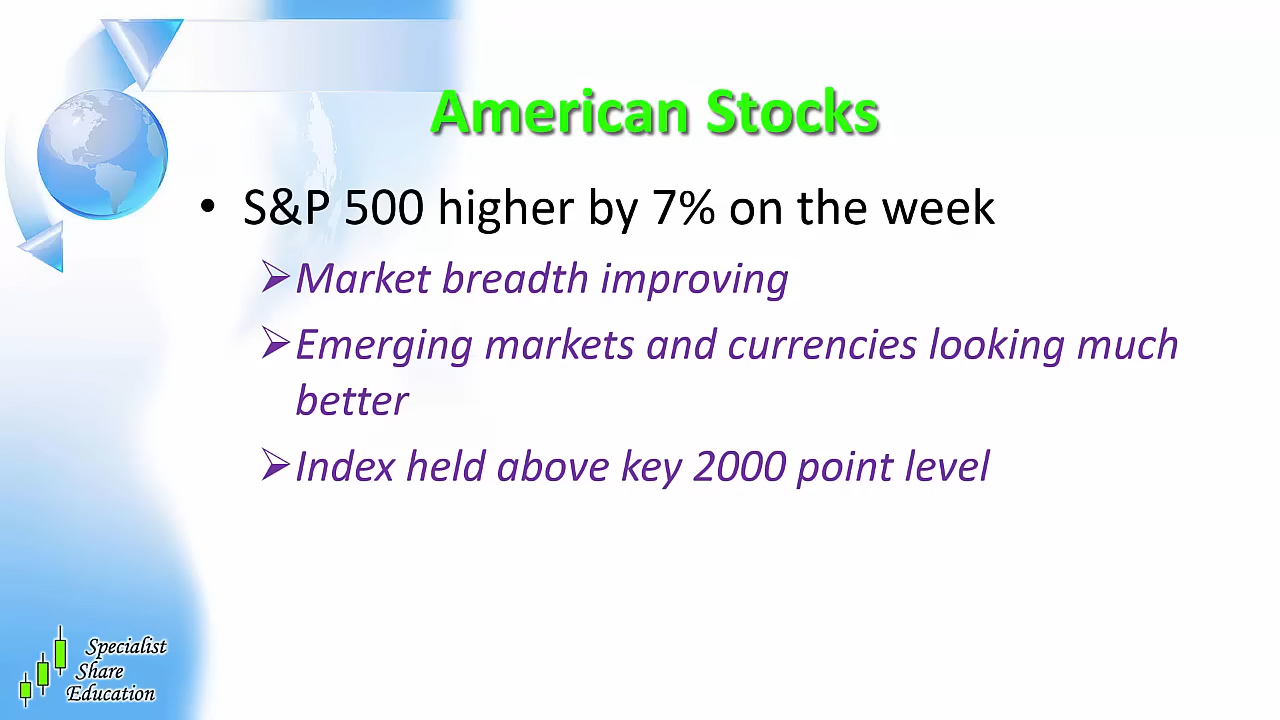 American Stocks
• S&P 500 higher by 7% on the week
➢Market breadth improving
➢Emerging markets and currencies looking much
better
➢Index held above key 2000 point level
Specialist
Share
Education